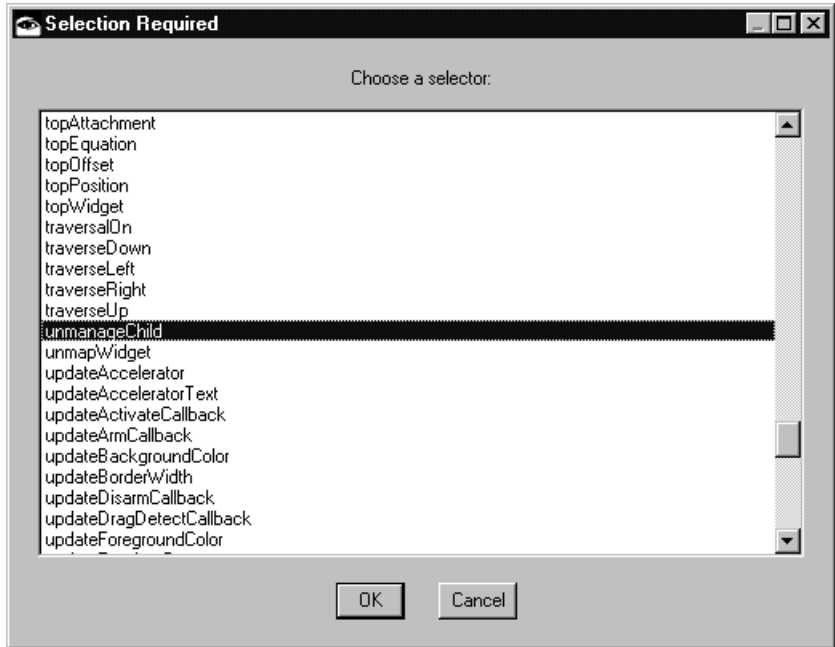 Selection Required
Choose a selector:
topAttachment
topEquation
topOffset
topPosition
topWidget
traversalOn
traverseDown
traverseLeft
traverseRight
traverseUp
unmanageChild
unmapWidget
updateAccelerator
updateAcceleratorText
updateActivateCallback
updateArmCallback
updateBackgroundColor
updateBorderWidth
updateDisarmCallback
updateDragDetectCallback
updateForegroundColor
OK Cancel